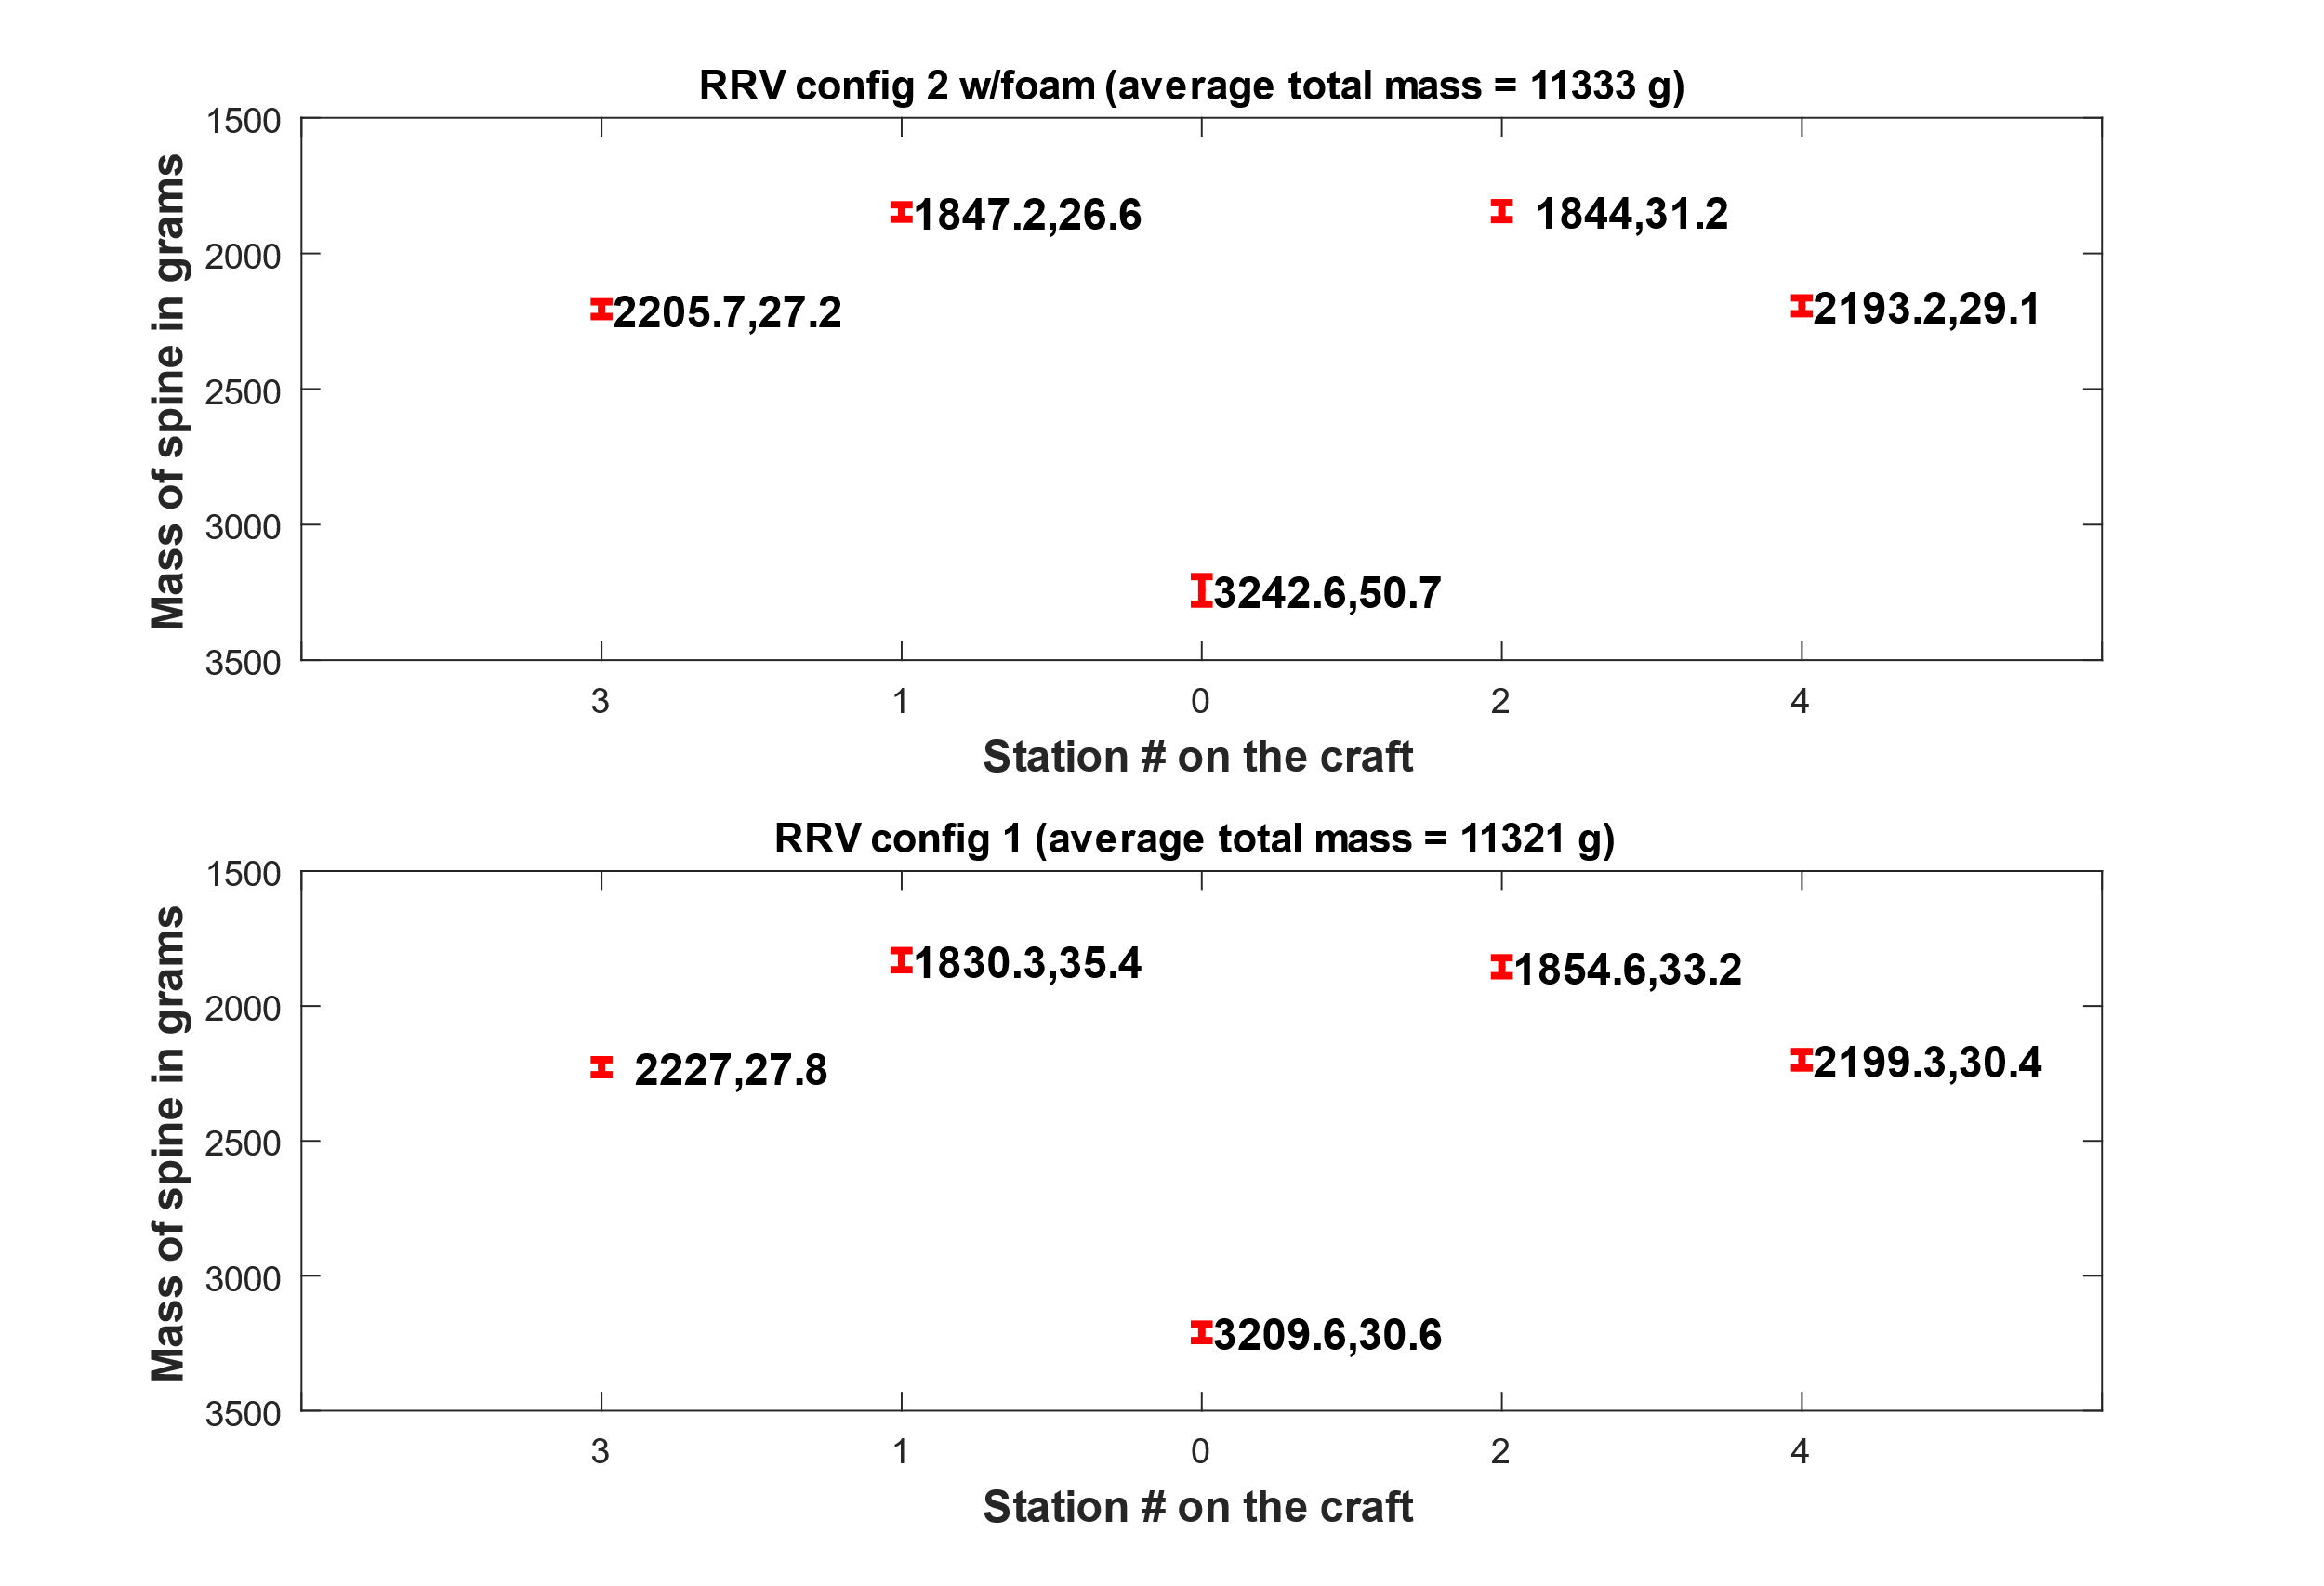 RRV config 2 w/foam (average total mass = 11333 g)
Mass of spine in grams
1500
2000
2500
3000
3500
1847.2,26.6
1844,31.2
2205.7,27.2
2193.2,29.1
3242.6,50.7
3 1 0 2 4
Station # on the craft
RRV config 1 (average total mass = 11321 g)
Mass of spine in grams
1500
2000
2500
3000
3500
1830.3,35.4
1854.6,33.2
2227,27.8
2199.3,30.4
3209.6,30.6
3 1 0 2 4
Station # on the craft